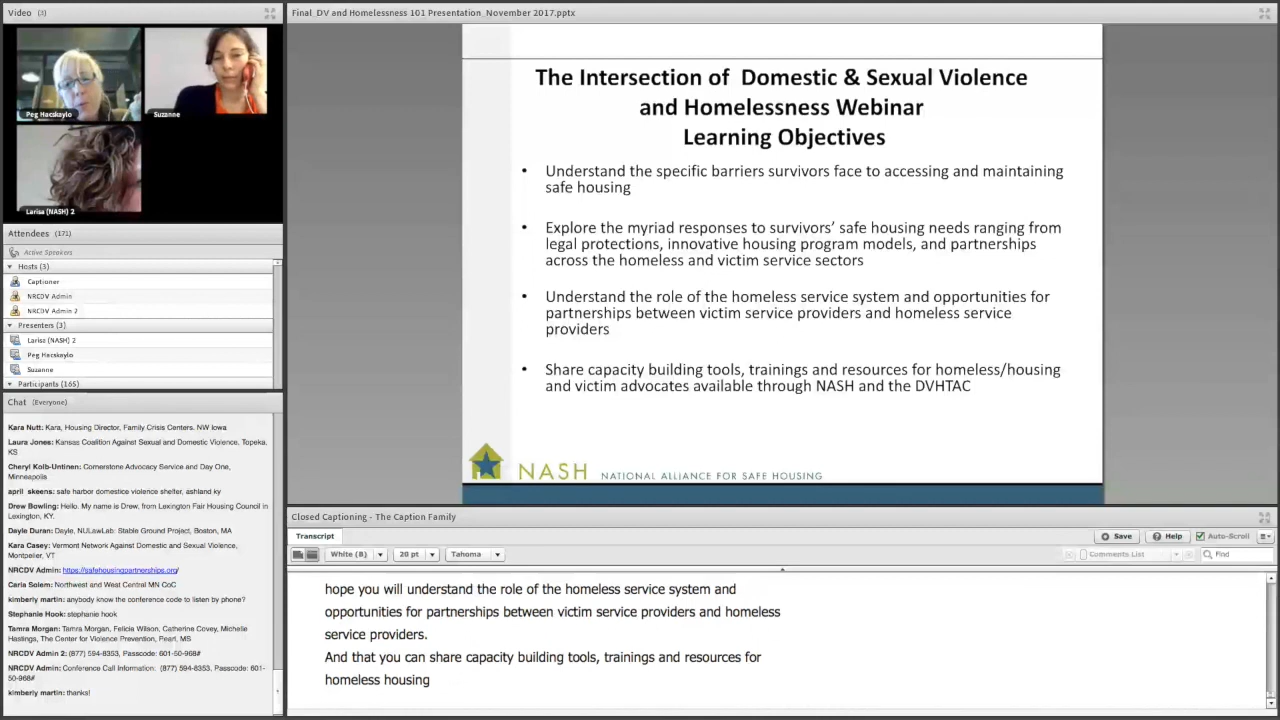 Video (3)
Peg Hacskaylo
Suzanne
Larisa (NASH) 2
Attendees (171)
Active Speakers
Hosts (3)
Captioner
NRCDV Admin
NRCDV Admin 2
Presenters (3)
Larisa (NASH) 2
Peg Hacskaylo
Suzanne
Participants (165)
Chat (Everyone)
Kara Nutt: Kara, Housing Director, Family Crisis Centers. NW Iowa
Laura Jones: Kansas Coalition Against Sexual and Domestic Violence, Topeka,
KS
Cheryl Kolb-Untinen: Cornerstone Advocacy Service and Day One,
Minneapolis
april skeens: safe harbor domestice violence shelter, ashland ky
Drew Bowling: Hello. My name is Drew, from Lexington Fair Housing Council in
Lexington, KY.
Dayle Duran: Dayle, NULawLab: Stable Ground Project, Boston, MA
Kara Casey: Vermont Network Against Domestic and Sexual Violence,
Montpelier, VT
NRCDV Admin: https://safehousingpartnerships.org/
Carla Solem: Northwest and West Central MN CoC
kimberly martin: anybody know the conference code to listen by phone?
Stephanie Hook: stephanie hook
Tamra Morgan: Tamra Morgan, Felicia Wilson, Catherine Covey, Michelle
Hastings, The Center for Violence Prevention, Pearl, MS
NRCDV Admin 2: (877) 594-8353, Passcode: 601-50-968#
NRCDV Admin: Conference Call Information: (877) 594-8353, Passcode: 601-
50-968#
kimberly martin: thanks!
Final_DV and Homelessness 101 Presentation_November 2017.pptx
The Intersection of Domestic & Sexual Violence
and Homelessness Webinar
Learning Objectives
• Understand the specific barriers survivors face to accessing and maintaining
safe housing
• Explore the myriad responses to survivors’ safe housing needs ranging from
legal protections, innovative housing program models, and partnerships
across the homeless and victim service sectors
• Understand the role of the homeless service system and opportunities for
partnerships between victim service providers and homeless service
providers
• Share capacity building tools, trainings and resources for homeless/housing
and victim advocates available through NASH and the DVHTAC
NASH NATIONAL ALLIANCE FOR SAFE HOUSING
Closed Captioning - The Caption Family
Transcript
Save Help Auto-Scroll
White (B) 20 pt Tahoma Comments List Find
hope you will understand the role of the homeless service system and
opportunities for partnerships between victim service providers and homeless
service providers.
And that you can share capacity building tools, trainings and resources for
homeless housing